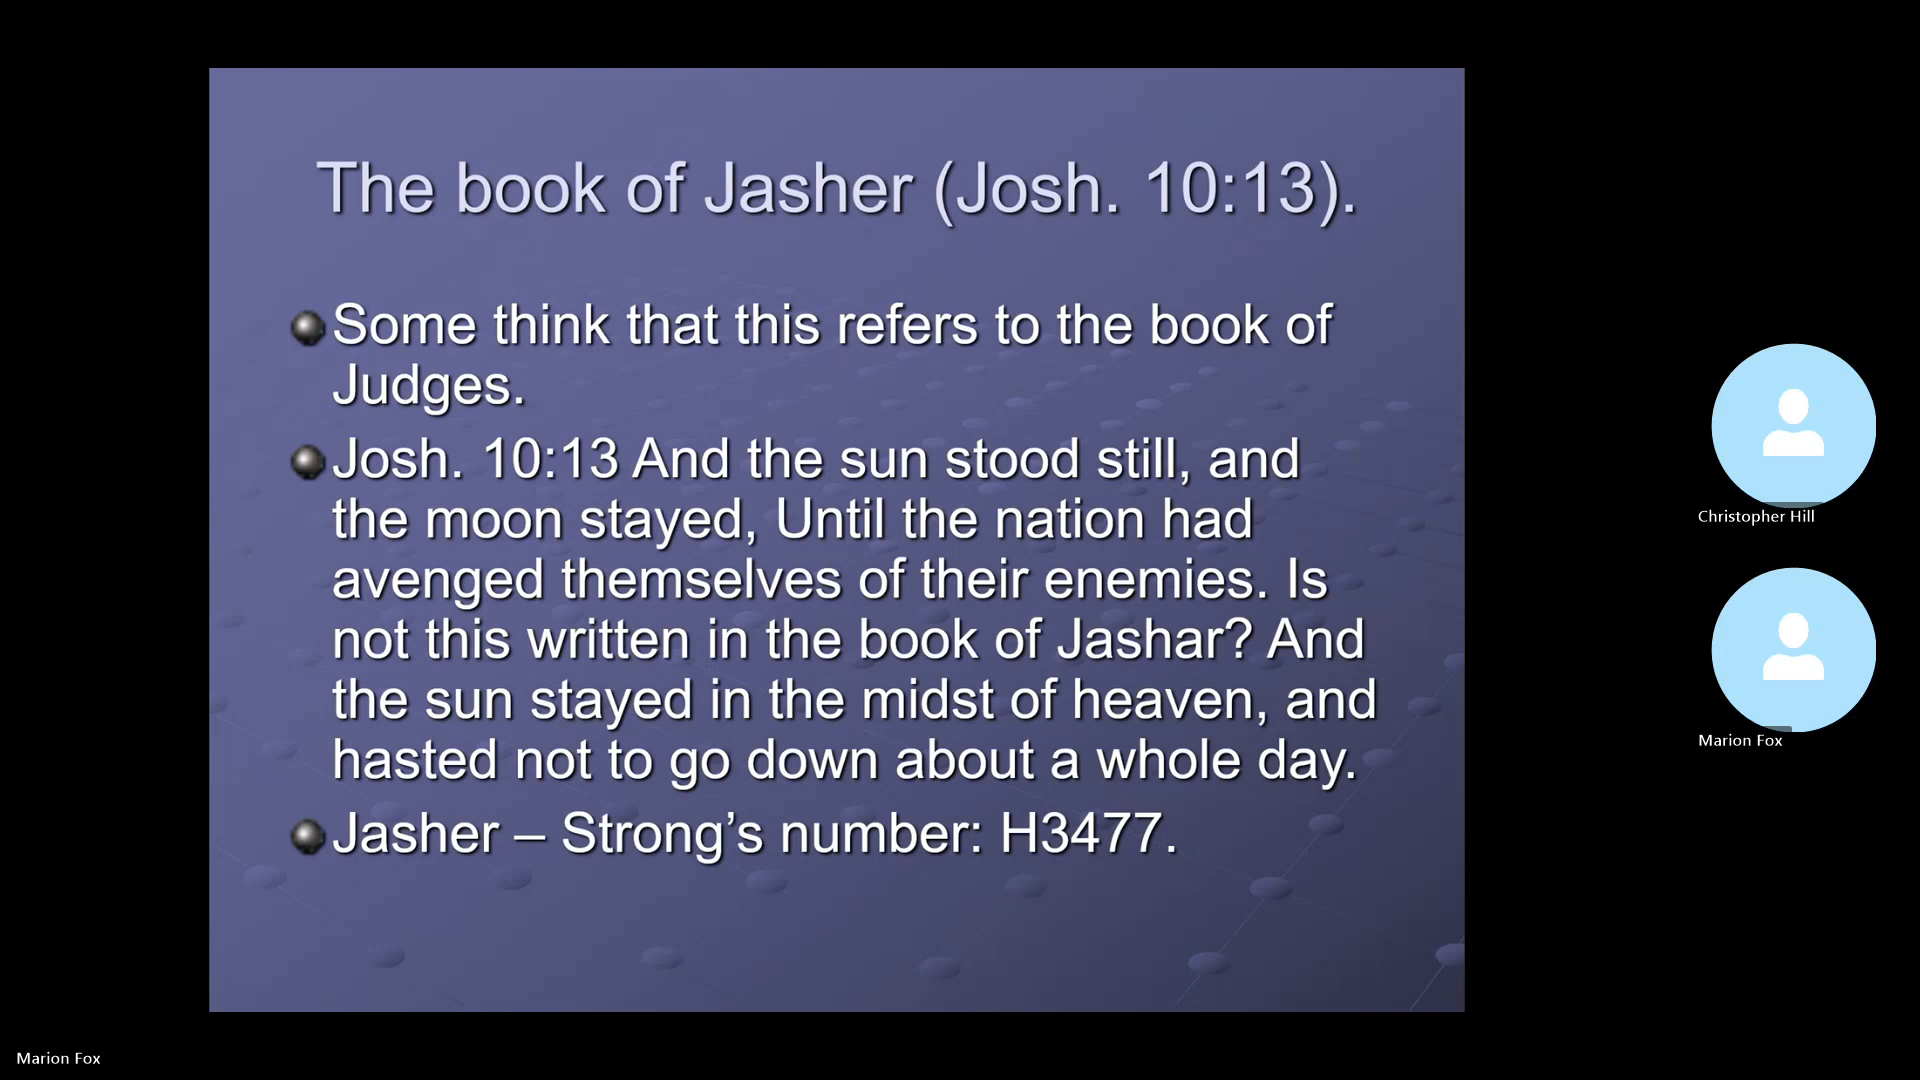 The book of Jasher (Josh. 10:13).
Some think that this refers to the book of
Judges.
Josh. 10:13 And the sun stood still, and
the moon stayed, Until the nation had
avenged themselves of their enemies. Is
not this written in the book of Jashar? And
the sun stayed in the midst of heaven, and
hasted not to go down about a whole day.
Jasher – Strong’s number: H3477.
Christopher Hill
Marion Fox
Marion Fox